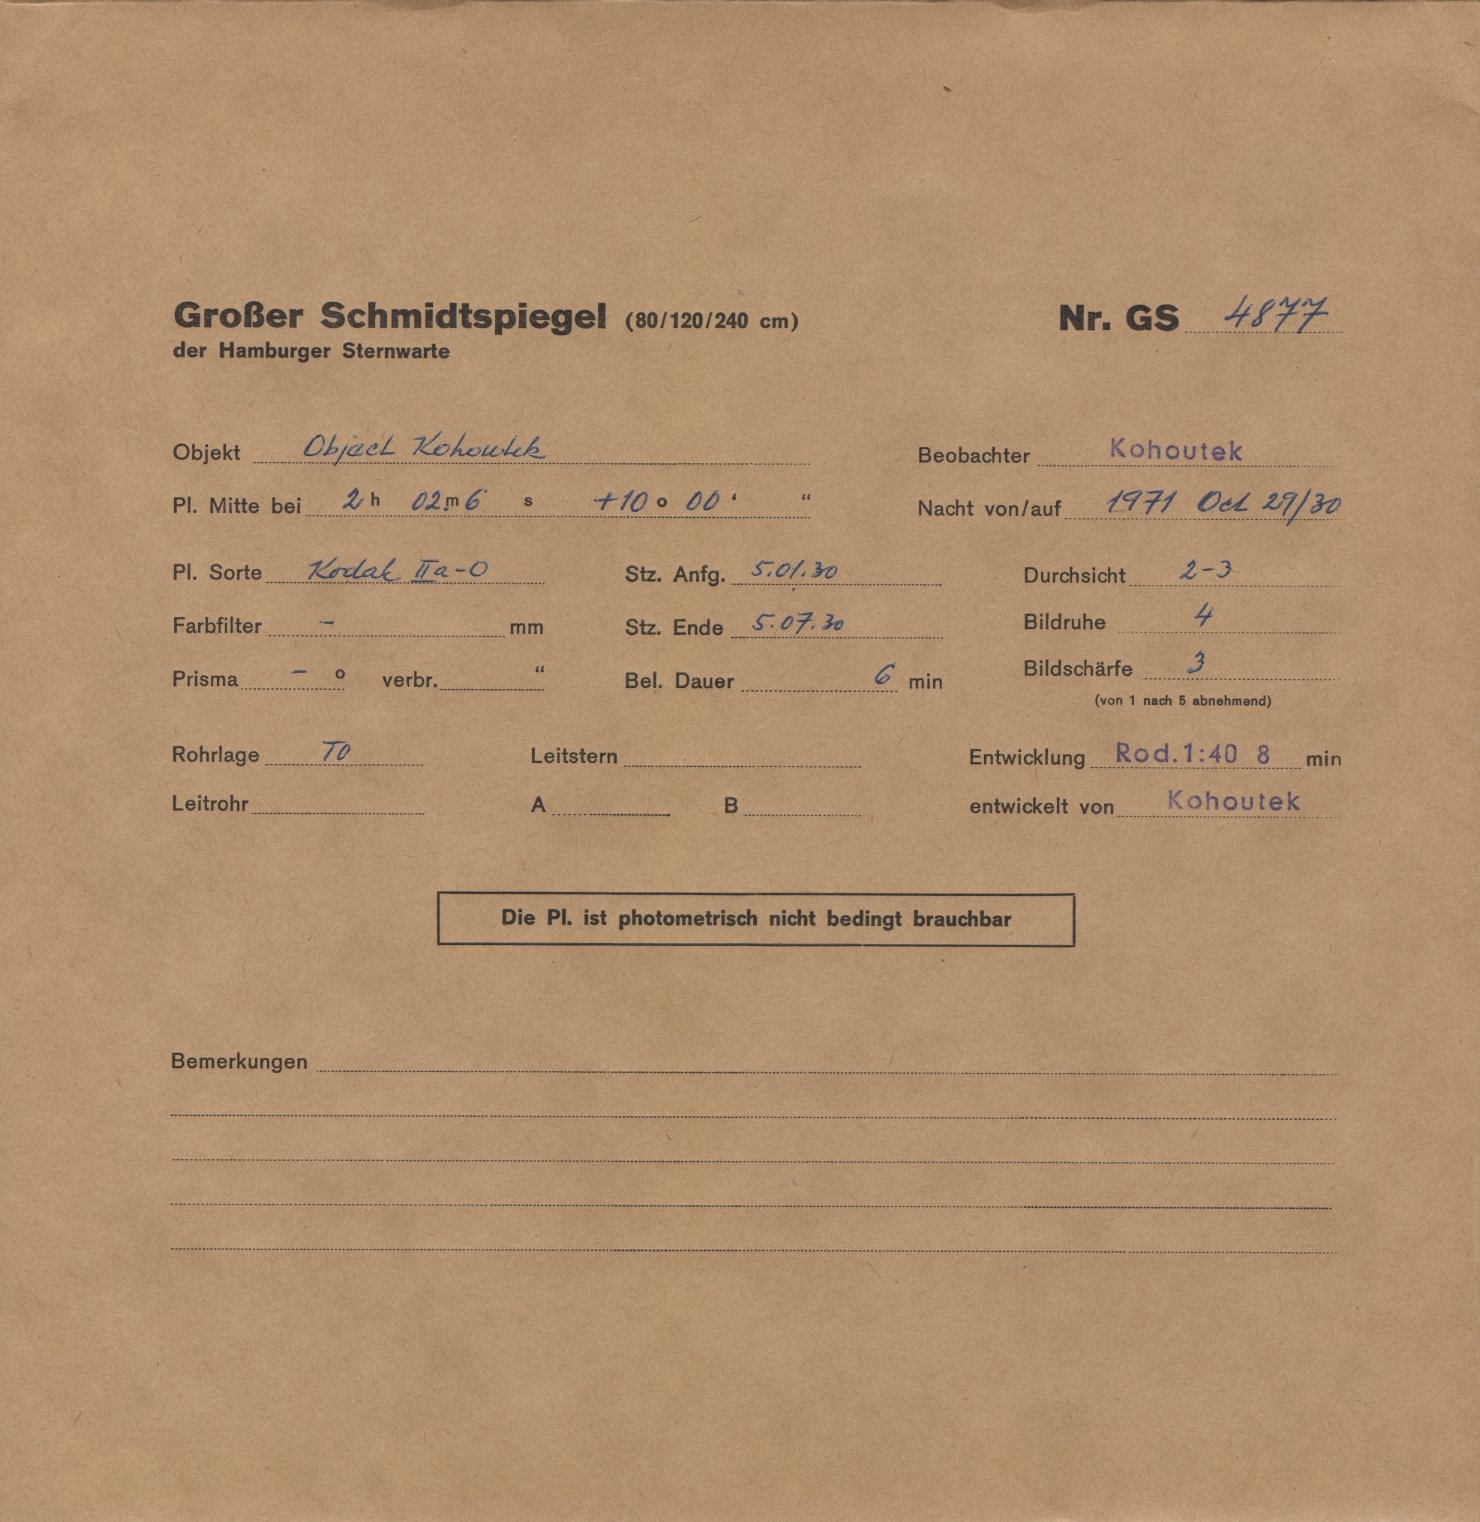 Großer Schmidtspiegel (80/120/240 cm) Nr. GS 4877
der Hamburger Sternwarte
Objekt Object Kohoutek Beobachter Kohoutek
Pl. Mitte bei 2 h 02.m6 s +10 o 00 ‘ “ Nacht von/auf 1971 Oct 29/30
Pl. Sorte Kodak IIa-O Stz. Anfg. 5.01.30 Durchsicht 2-3
Farbfilter - mm Stz. Ende 5.07.30 Bildruhe 4
Prisma - o verbr. “ Bel. Dauer 6 min Bildschärfe 3
(von 1 nach 5 abnehmend)
Rohrlage TO Leitstern Entwicklung Rod.1:40 8 min
Leitrohr A B entwickelt von Kohoutek
Die Pl. ist photometrisch nicht bedingt brauchbar
Bemerkungen